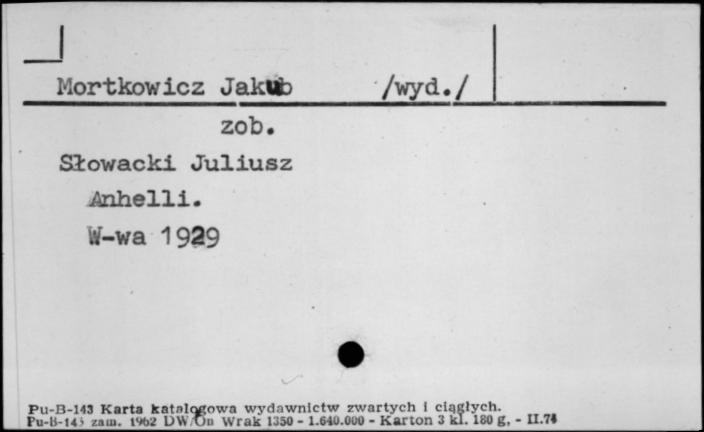 Mortkowicz Jakub /wyd./
zob.
Słowacki Juliusz
Anhelli.
W-wa 1929
Pu-B-143 Karta katalogowa wydawnictw zwartych i ciągłych.
Pu-B-143 zam. 1962 DW/On Wrak 1350 - 1.640.000 - Karton 3 kl. 180 g. - II.74